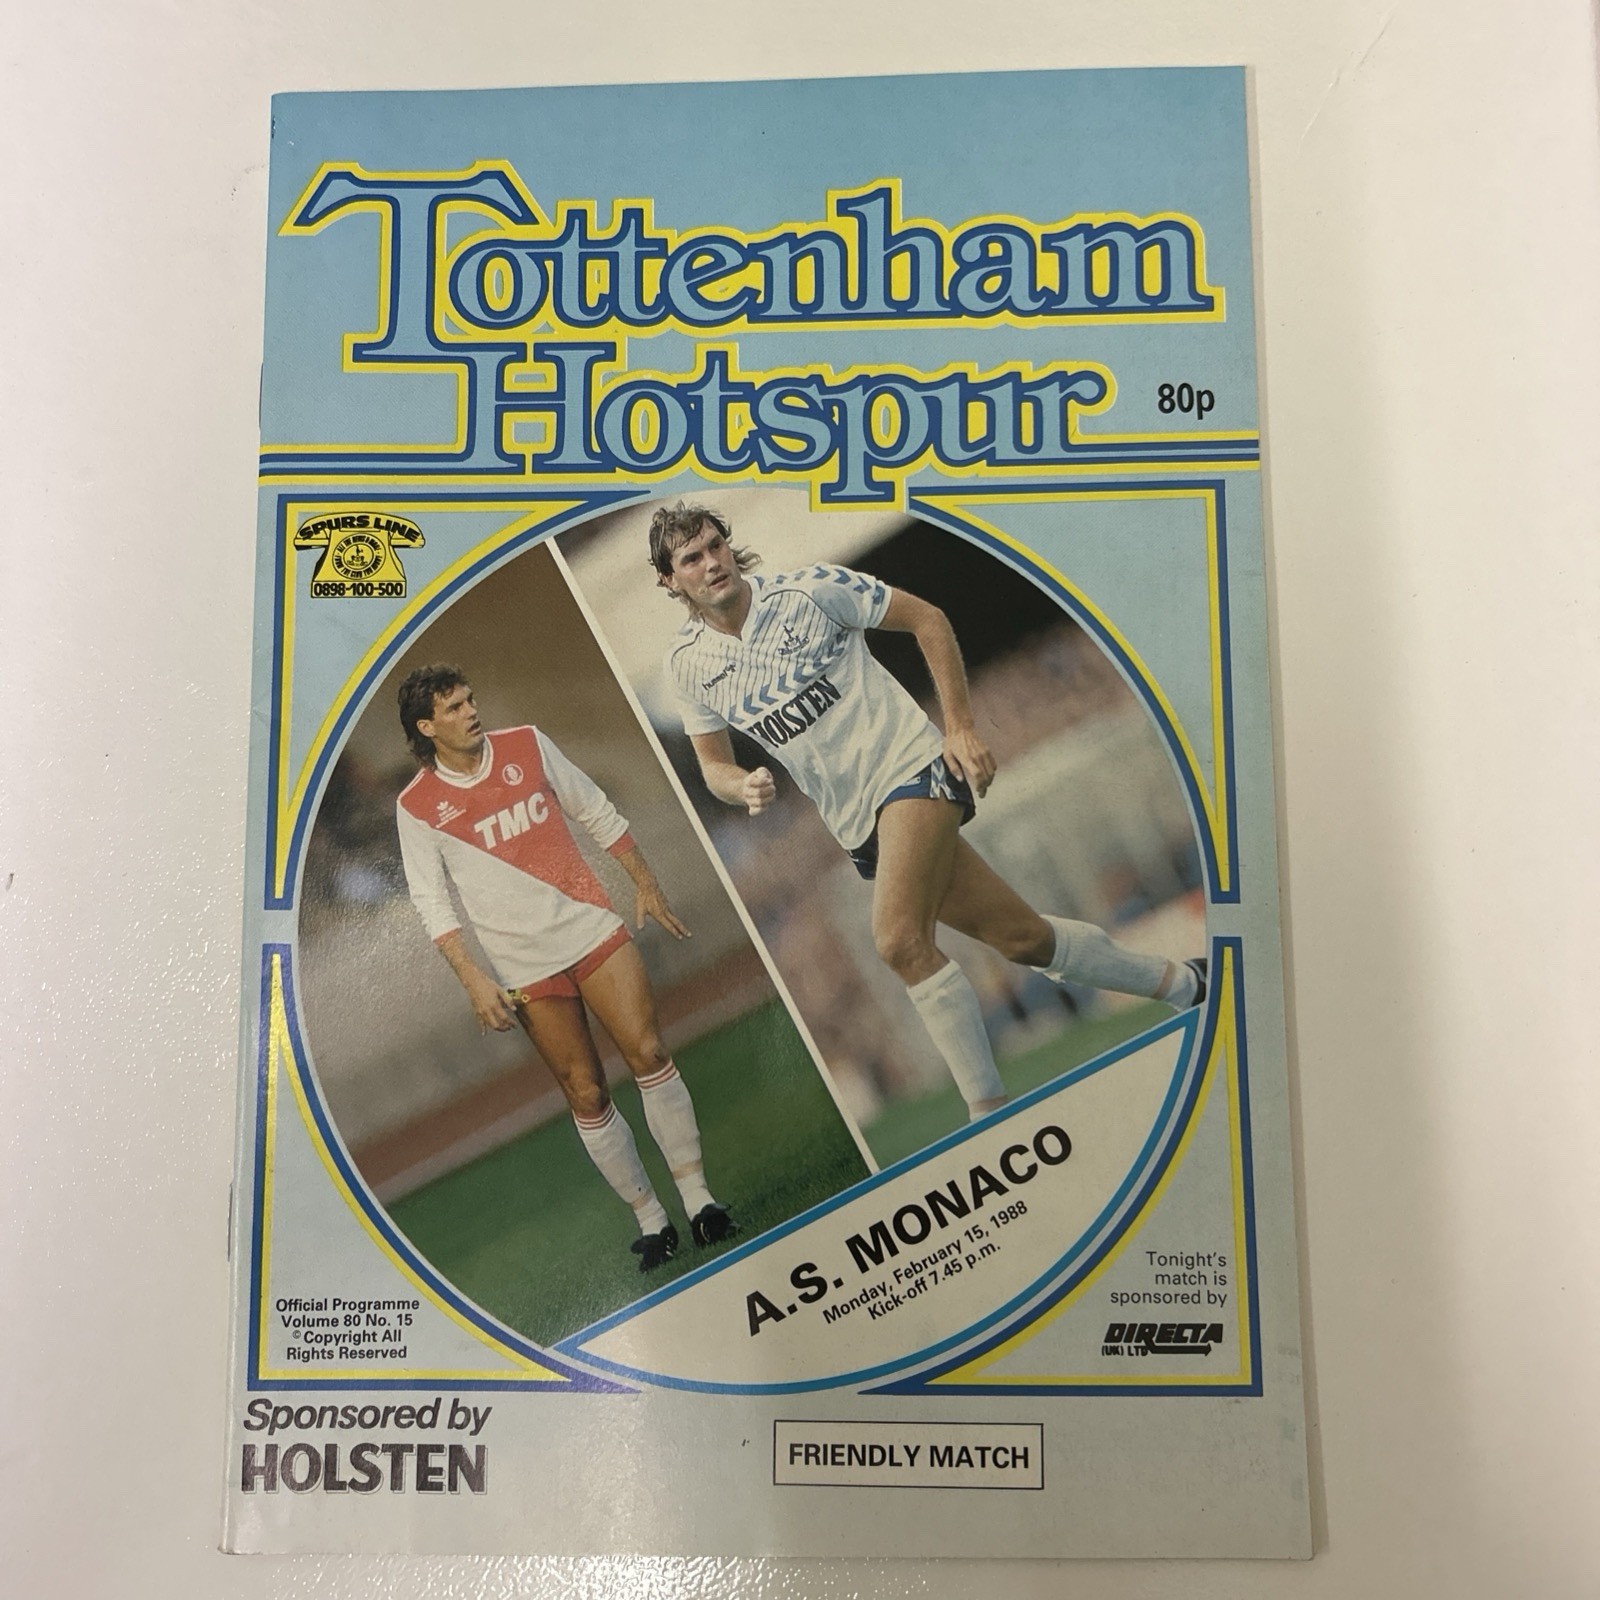 Tottenham
Hotspur
80p
SPURS LINE
0898-100-500
hummel
HOLSTEN
TMC
A.S. MONACO
Monday, February 15, 1988
Kick-off 7.45 p.m.
Official Programme
Volume 80 No. 15
© Copyright All
Rights Reserved
Tonight's
match is
sponsored by
DIRECTA
(UK) LTD
Sponsored by
HOLSTEN
FRIENDLY MATCH